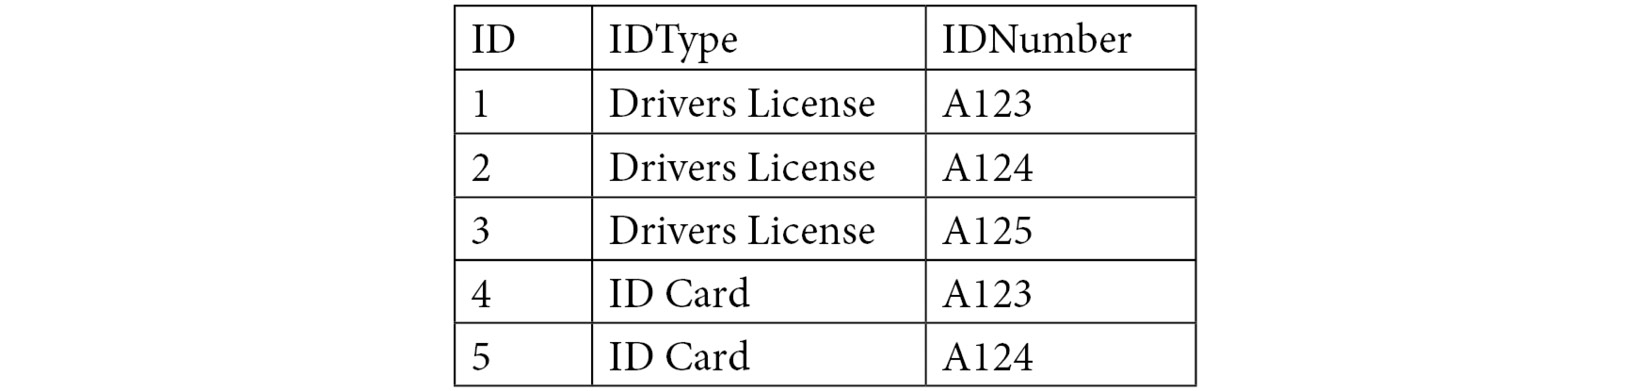 ID IDType IDNumber
1 Drivers License A123
2 Drivers License A124
3 Drivers License A125
4 ID Card A123
5 ID Card A124